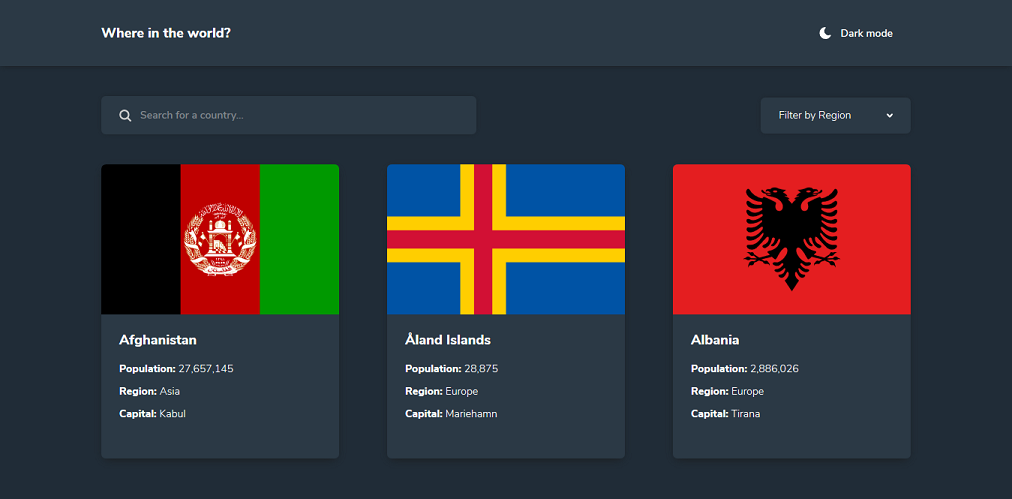 Where in the world?
Dark mode
Search for a country...
Filter by Region
Afghanistan
Population: 27,657,145
Region: Asia
Capital: Kabul
Åland Islands
Population: 28,875
Region: Europe
Capital: Mariehamn
Albania
Population: 2,886,026
Region: Europe
Capital: Tirana